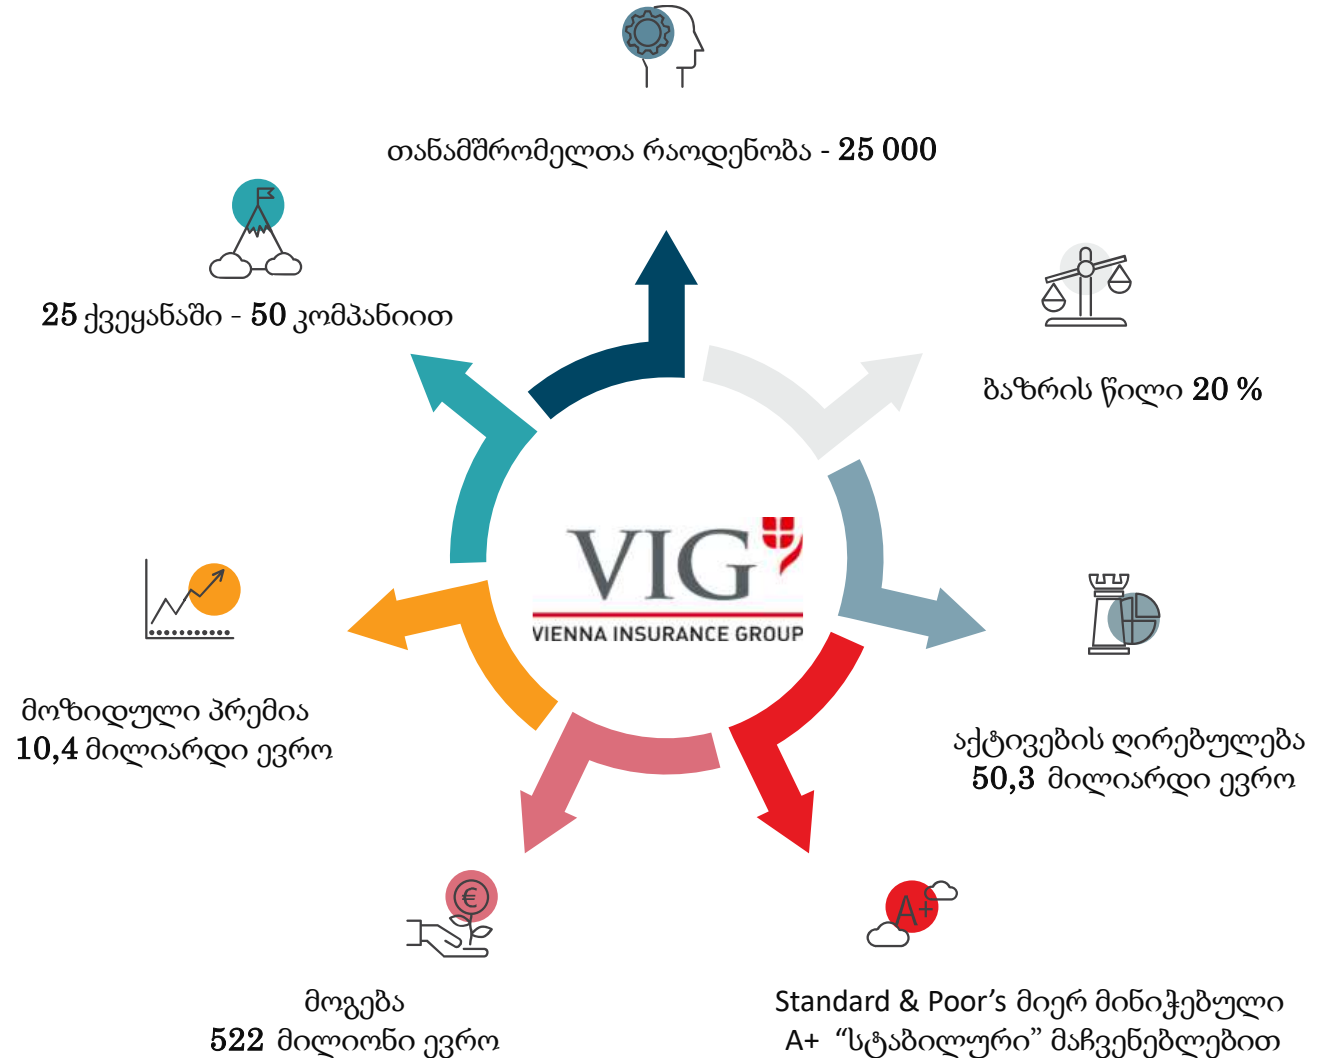 თანამშრომელთა რაოდენობა - 25 000
25 ქვეყანაში - 50 კომპანიით
ბაზრის წილი 20 %
VIG
VIENNA INSURANCE GROUP
მოზიდული პრემია
10,4 მილიარდი ევრო
აქტივების ღირებულება
50,3 მილიარდი ევრო
€
A+
მოგება
522 მილიონი ევრო
Standard & Poor’s მიერ მინიჭებული
A+ “სტაბილური” მაჩვენებლებით